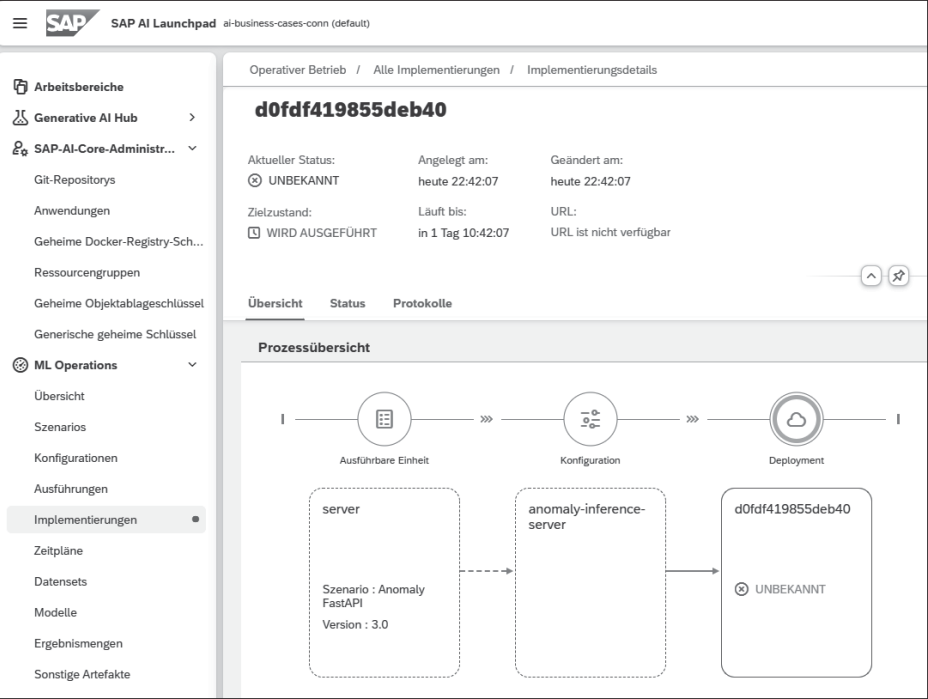 SAP SAP AI Launchpad ai-business-cases-conn (default)
Arbeitsbereiche
Generative AI Hub
SAP-AI-Core-Administr...
Git-Repositorys
Anwendungen
Geheime Docker-Registry-Sch...
Ressourcengruppen
Geheime Objektablageschlüssel
Generische geheime Schlüssel
ML Operations
Übersicht
Szenarios
Konfigurationen
Ausführungen
Implementierungen
Zeitpläne
Datensets
Modelle
Ergebnismengen
Sonstige Artefakte
Operativer Betrieb / Alle Implementierungen / Implementierungsdetails
d0fdf419855deb40
Aktueller Status: Angelegt am: Geändert am:
UNBEKANNT heute 22:42:07 heute 22:42:07
Zielzustand: Läuft bis: URL:
WIRD AUSGEFÜHRT in 1 Tag 10:42:07 URL ist nicht verfügbar
Übersicht Status Protokolle
Prozessübersicht
Ausführbare Einheit Konfiguration Deployment
server
Szenario : Anomaly
FastAPI
Version : 3.0
anomaly-inference-
server
d0fdf419855deb40
UNBEKANNT